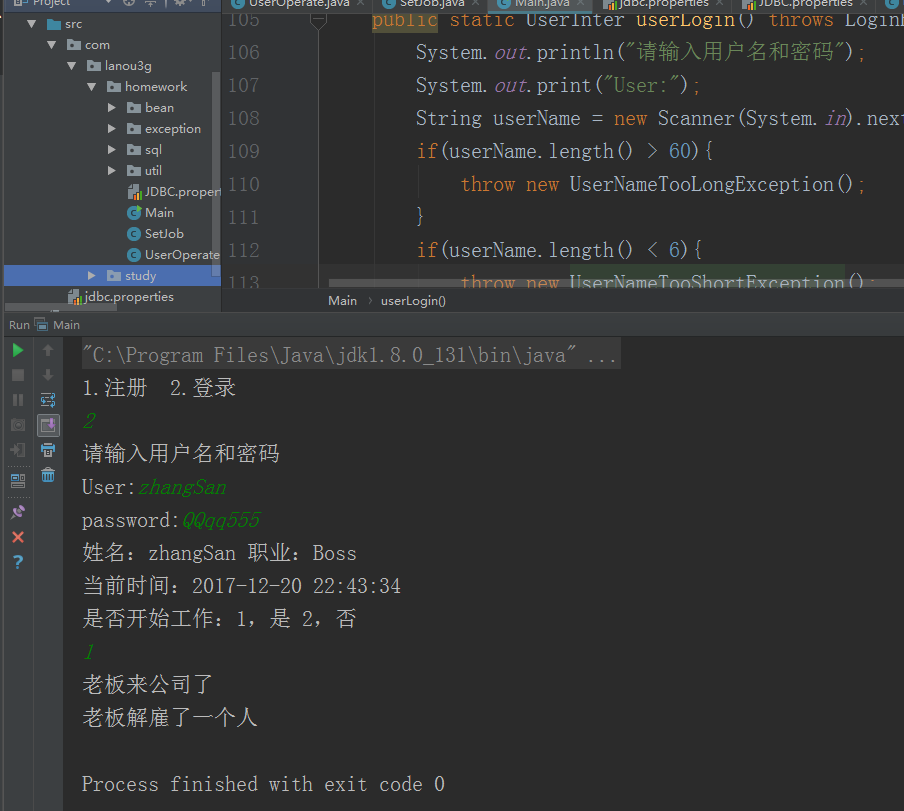 Project
UserOperate.java
SetJob.java
Main.java
jdbc.properties
JDBC.properties
src
com
lanou3g
homework
bean
exception
sql
util
JDBC.propert
Main
SetJob
UserOperate
study
jdbc.properties
105 public static UserInter userLogin() throws LoginE
106 System.out.println("请输入用户名和密码");
107 System.out.print("User:");
108 String userName = new Scanner(System.in).next
109 if(userName.length() > 60){
110 throw new UserNameTooLongException();
111 }
112 if(userName.length() < 6){
113 throw new UserNameTooShortException();
Main › userLogin()
Run Main
"C:\Program Files\Java\jdk1.8.0_131\bin\java" ...
1.注册 2.登录
2
请输入用户名和密码
User:zhangSan
password:QQqq555
姓名：zhangSan 职业：Boss
当前时间：2017-12-20 22:43:34
是否开始工作：1，是 2，否
1
老板来公司了
老板解雇了一个人
Process finished with exit code 0